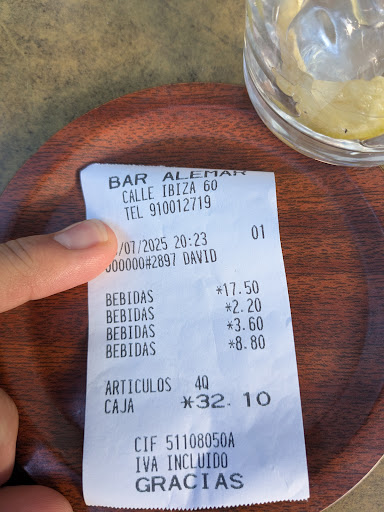 BAR ALEMAR
CALLE IBIZA 60
TEL 910012719
/07/2025 20:23 01
000000#2897 DAVID
BEBIDAS *17.50
BEBIDAS *2.20
BEBIDAS *3.60
BEBIDAS *8.80
ARTICULOS 4Q
CAJA *32.10
CIF 51108050A
IVA INCLUIDO
GRACIAS